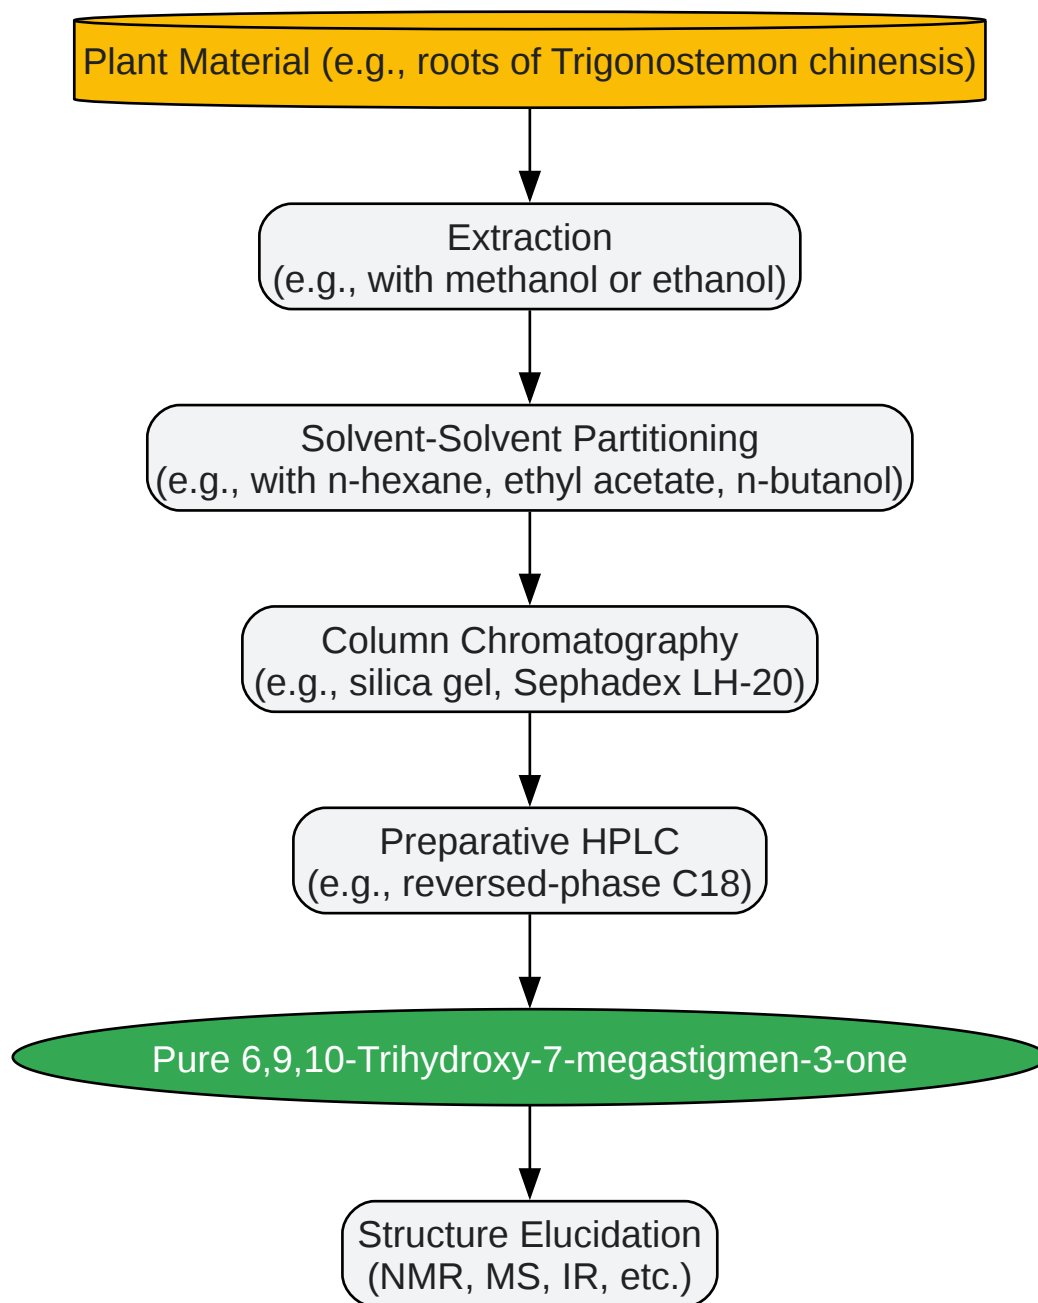 Plant Material (e.g., roots of Trigonostemon chinensis)
Extraction
(e.g., with methanol or ethanol)
Solvent-Solvent Partitioning
(e.g., with n-hexane, ethyl acetate, n-butanol)
Column Chromatography
(e.g., silica gel, Sephadex LH-20)
Preparative HPLC
(e.g., reversed-phase C18)
Pure 6,9,10-Trihydroxy-7-megastigmen-3-one
Structure Elucidation
(NMR, MS, IR, etc.)